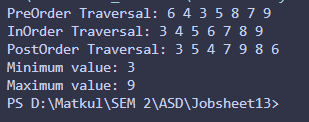 PreOrder Traversal: 6 4 3 5 8 7 9
InOrder Traversal: 3 4 5 6 7 8 9
PostOrder Traversal: 3 5 4 7 9 8 6
Minimum value: 3
Maximum value: 9
PS D:\Matkul\SEM 2\ASD\Jobsheet13>